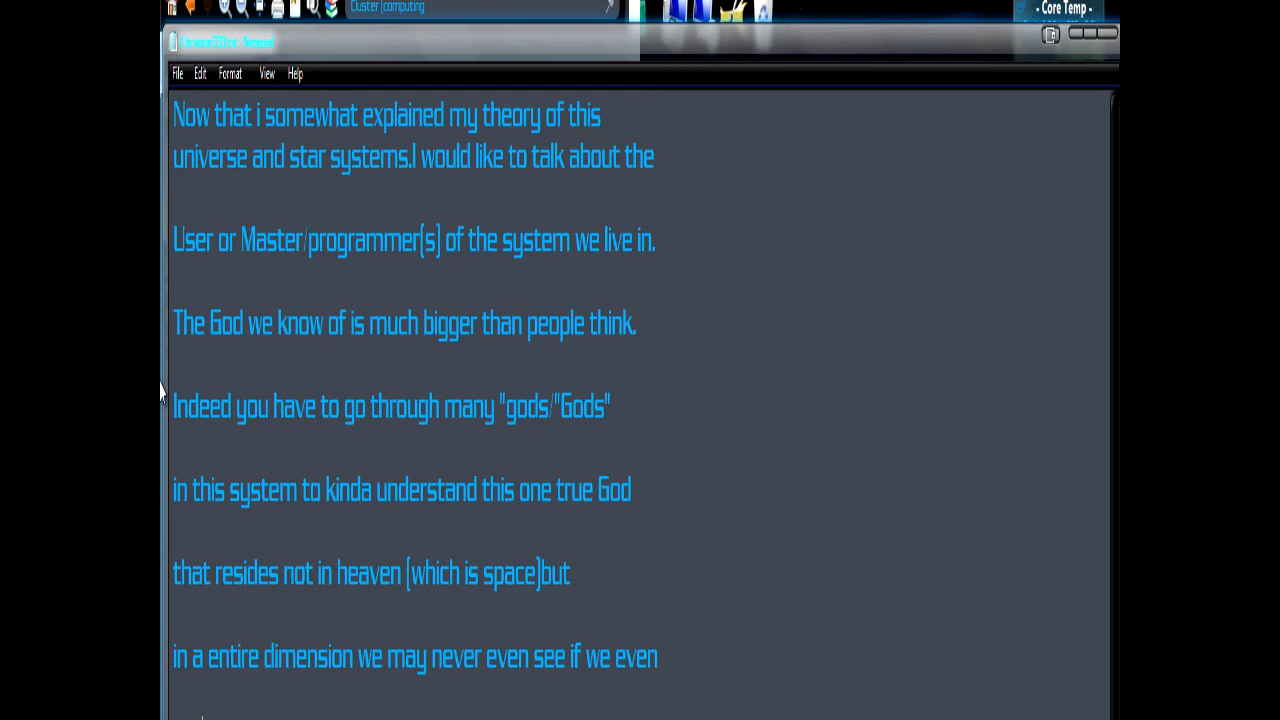 Cluster computing
- Core Temp -
File Edit Format View Help
Now that i somewhat explained my theory of this
universe and star systems.I would like to talk about the
User or Master/programmer(s) of the system we live in.
The God we know of is much bigger than people think.
Indeed you have to go through many "gods/"Gods"
in this system to kinda understand this one true God
that resides not in heaven (which is space)but
in a entire dimension we may never even see if we even